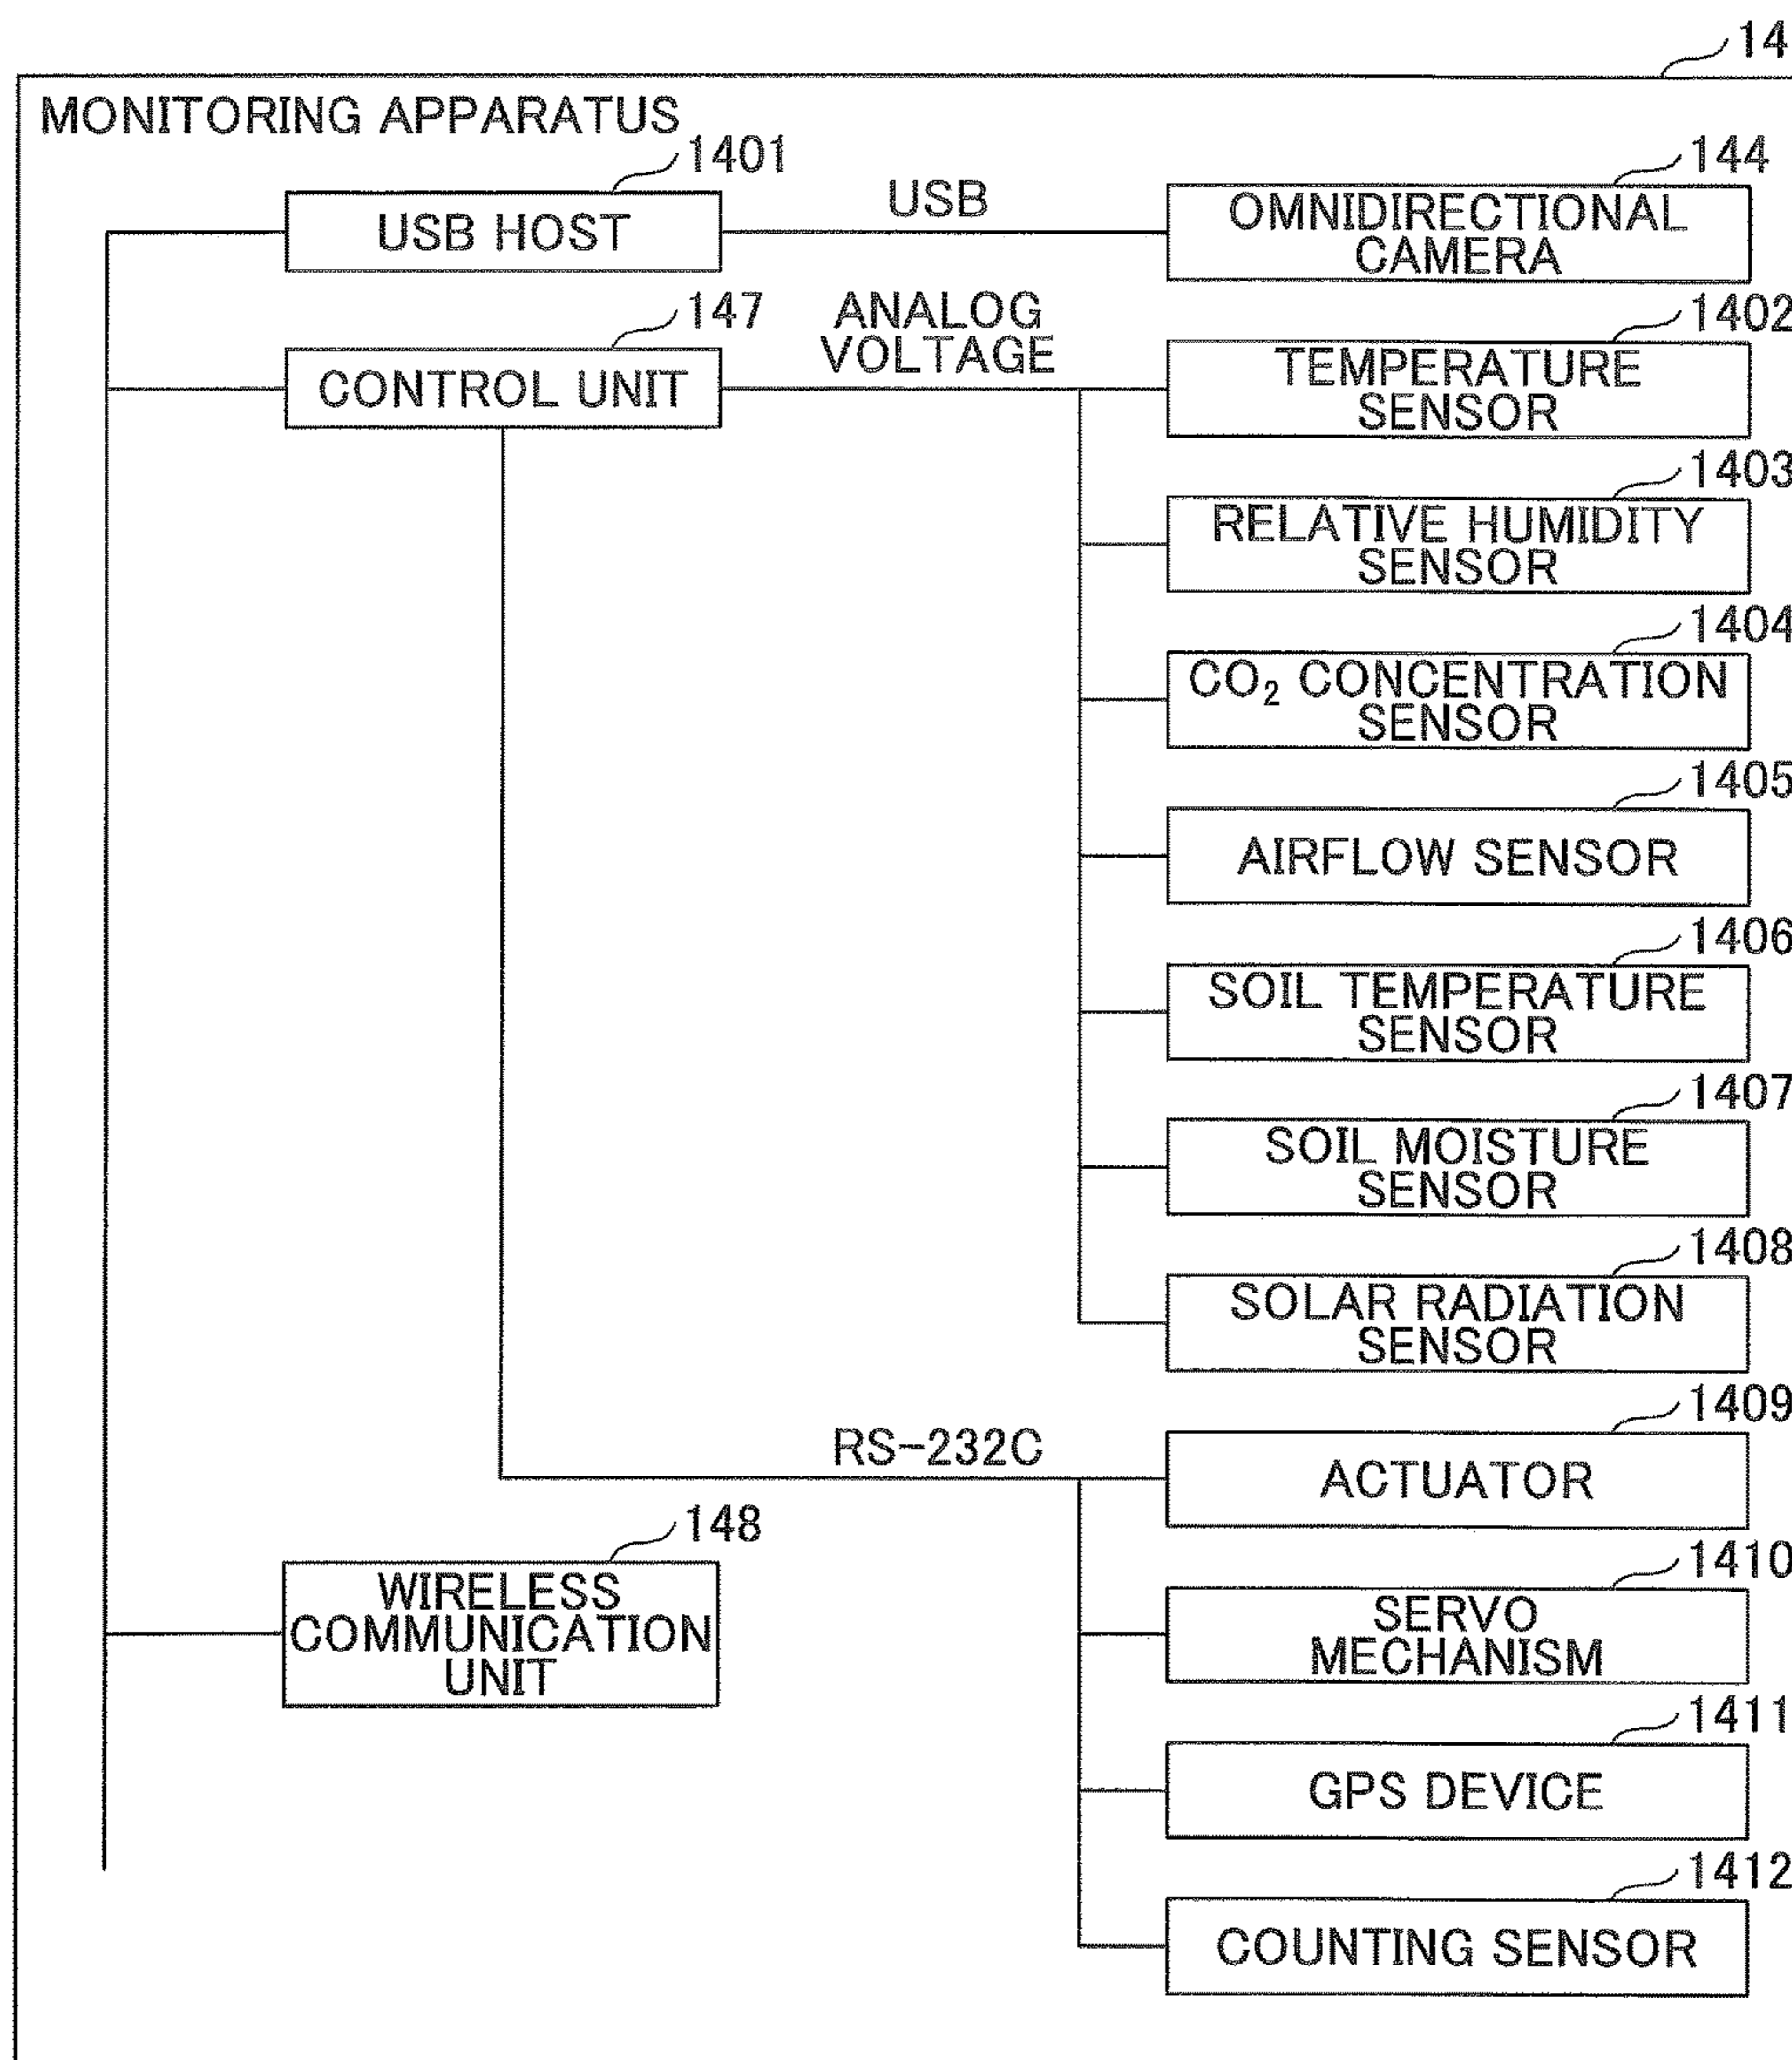 14
MONITORING APPARATUS
1401
144
USB HOST
USB
OMNIDIRECTIONAL
CAMERA
147
ANALOG
VOLTAGE
1402
CONTROL UNIT
TEMPERATURE
SENSOR
1403
RELATIVE HUMIDITY
SENSOR
1404
CO₂ CONCENTRATION
SENSOR
1405
AIRFLOW SENSOR
1406
SOIL TEMPERATURE
SENSOR
1407
SOIL MOISTURE
SENSOR
1408
SOLAR RADIATION
SENSOR
1409
RS-232C
ACTUATOR
148
WIRELESS
COMMUNICATION
UNIT
1410
SERVO
MECHANISM
1411
GPS DEVICE
1412
COUNTING SENSOR